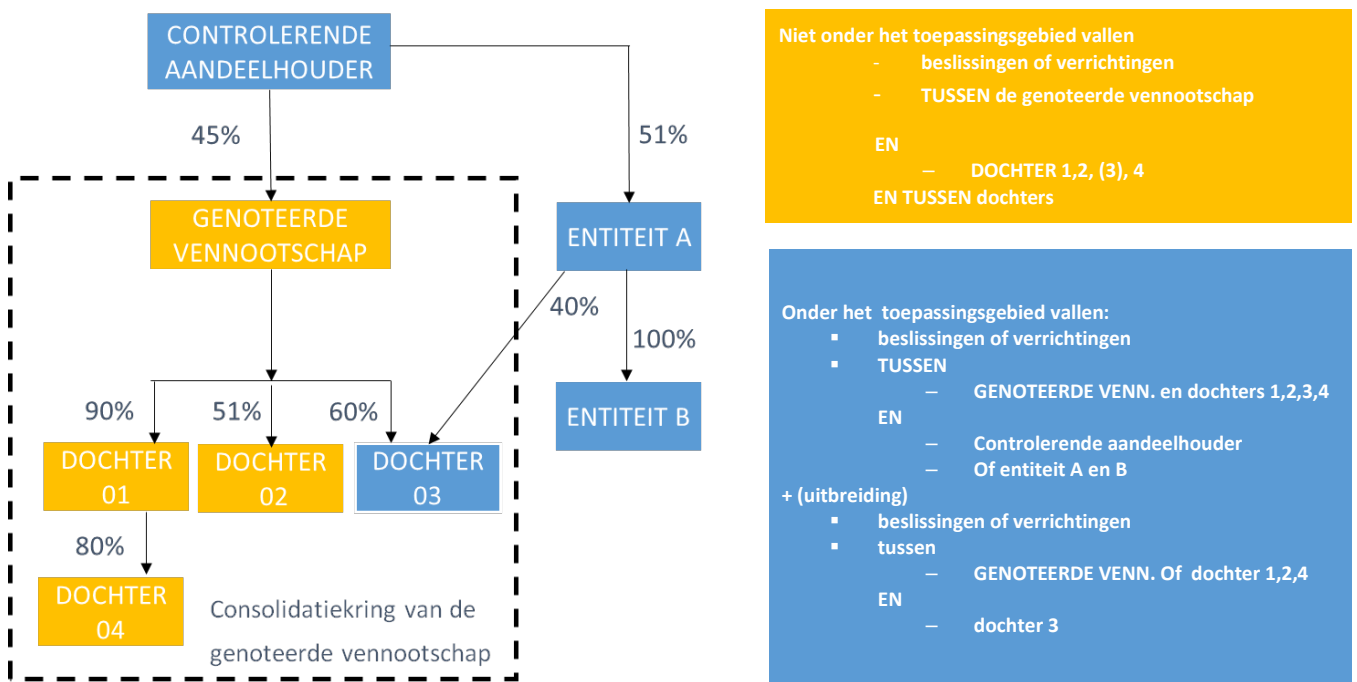 CONTROLERENDE
AANDEELHOUDER
45%
51%
GENOTEERDE
VENNOOTSCHAP
ENTITEIT A
40%
100%
90%
51%
60%
ENTITEIT B
DOCHTER
01
DOCHTER
02
DOCHTER
03
80%
DOCHTER
04
Consolidatiekring van de
genoteerde vennootschap
Niet onder het toepassingsgebied vallen
- beslissingen of verrichtingen
- TUSSEN de genoteerde vennootschap
EN
– DOCHTER 1,2, (3), 4
EN TUSSEN dochters
Onder het toepassingsgebied vallen:
▪ beslissingen of verrichtingen
▪ TUSSEN
– GENOTEERDE VENN. en dochters 1,2,3,4
EN
– Controlerende aandeelhouder
– Of entiteit A en B
+ (uitbreiding)
▪ beslissingen of verrichtingen
▪ tussen
– GENOTEERDE VENN. Of dochter 1,2,4
EN
– dochter 3